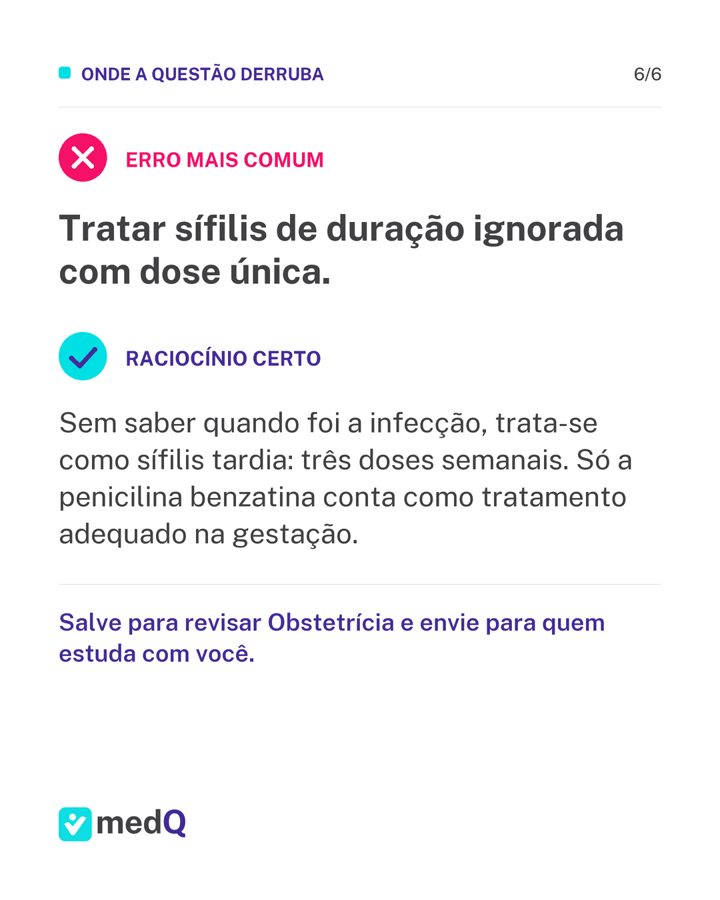 ONDE A QUESTÃO DERRUBA
6/6
ERRO MAIS COMUM
Tratar sífilis de duração ignorada
com dose única.
RACIOCÍNIO CERTO
Sem saber quando foi a infecção, trata-se
como sífilis tardia: três doses semanais. Só a
penicilina benzatina conta como tratamento
adequado na gestação.
Salve para revisar Obstetrícia e envie para quem
estuda com você.
medQ